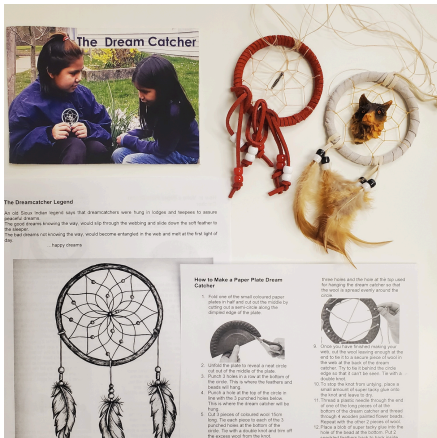 The Dream Catcher
The Dreamcatcher Legend
An old Sioux Indian legend says that dreamcatchers were hung in lodges and teepees to assure
peaceful dreams.
The good dreams knowing the way, would slip through the webbing and slide down the soft feather to
the sleeper.
The bad dreams not knowing the way, would become entangled in the web and melt at the first light of
day.
...happy dreams
How to Make a Paper Plate Dream
Catcher
1. Fold one of the small coloured paper
plates in half and cut out the middle by
cutting out a semi-circle along the
dimpled edge of the plate.
2. Unfold the plate to reveal a neat circle
cut out of the middle of the plate.
3. Punch 3 holes in a row at the bottom of
the circle. This is where the feathers and
beads will hang.
4. Punch a hole at the top of the circle in
line with the 3 punched holes below.
This is where the dream catcher will be
hung.
5. Cut 3 pieces of coloured wool 15cm
long. Tie each piece to each of the 3
punched holes at the bottom of the
circle. Tie with a double knot and trim off
the excess wool from the knot.
three holes and the hole at the top used
for hanging the dream catcher so that
the wool is spread evenly around the
circle.
9. Once you have finished making your
web, cut the wool leaving enough at the
end to tie it to a secure piece of wool in
the web of the dream
catcher. Try to tie it behind the circle
edge so that it can't be seen. Tie with a
double knot.
10. To stop the knot from untying, place a
small amount of super tacky glue onto
the knot and leave to dry.
11. Thread a plastic needle through the end
of one of the long pieces of wool at the
bottom of the dream catcher and thread
through 4 wooden painted flower beads.
Repeat with the other 2 pieces of wool.
12. Place a blob of super tacky glue into the
hole of the bead at the bottom. Put 2